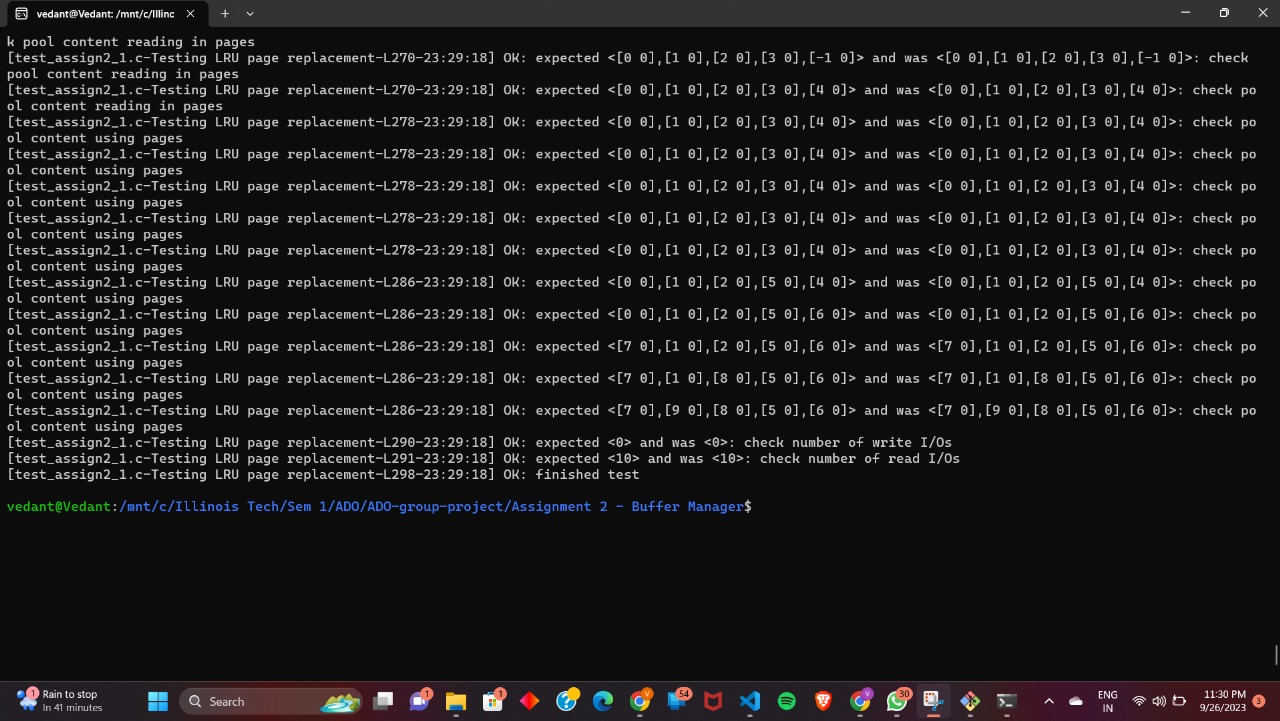 vedant@Vedant: /mnt/c/Illinc
k pool content reading in pages
[test_assign2_1.c-Testing LRU page replacement-L270-23:29:18] OK: expected <[0 0],[1 0],[2 0],[3 0],[-1 0]> and was <[0 0],[1 0],[2 0],[3 0],[-1 0]>: check
pool content reading in pages
[test_assign2_1.c-Testing LRU page replacement-L270-23:29:18] OK: expected <[0 0],[1 0],[2 0],[3 0],[4 0]> and was <[0 0],[1 0],[2 0],[3 0],[4 0]>: check po
ol content reading in pages
[test_assign2_1.c-Testing LRU page replacement-L278-23:29:18] OK: expected <[0 0],[1 0],[2 0],[3 0],[4 0]> and was <[0 0],[1 0],[2 0],[3 0],[4 0]>: check po
ol content using pages
[test_assign2_1.c-Testing LRU page replacement-L278-23:29:18] OK: expected <[0 0],[1 0],[2 0],[3 0],[4 0]> and was <[0 0],[1 0],[2 0],[3 0],[4 0]>: check po
ol content using pages
[test_assign2_1.c-Testing LRU page replacement-L278-23:29:18] OK: expected <[0 0],[1 0],[2 0],[3 0],[4 0]> and was <[0 0],[1 0],[2 0],[3 0],[4 0]>: check po
ol content using pages
[test_assign2_1.c-Testing LRU page replacement-L278-23:29:18] OK: expected <[0 0],[1 0],[2 0],[3 0],[4 0]> and was <[0 0],[1 0],[2 0],[3 0],[4 0]>: check po
ol content using pages
[test_assign2_1.c-Testing LRU page replacement-L278-23:29:18] OK: expected <[0 0],[1 0],[2 0],[3 0],[4 0]> and was <[0 0],[1 0],[2 0],[3 0],[4 0]>: check po
ol content using pages
[test_assign2_1.c-Testing LRU page replacement-L286-23:29:18] OK: expected <[0 0],[1 0],[2 0],[5 0],[4 0]> and was <[0 0],[1 0],[2 0],[5 0],[4 0]>: check po
ol content using pages
[test_assign2_1.c-Testing LRU page replacement-L286-23:29:18] OK: expected <[0 0],[1 0],[2 0],[5 0],[6 0]> and was <[0 0],[1 0],[2 0],[5 0],[6 0]>: check po
ol content using pages
[test_assign2_1.c-Testing LRU page replacement-L286-23:29:18] OK: expected <[7 0],[1 0],[2 0],[5 0],[6 0]> and was <[7 0],[1 0],[2 0],[5 0],[6 0]>: check po
ol content using pages
[test_assign2_1.c-Testing LRU page replacement-L286-23:29:18] OK: expected <[7 0],[1 0],[8 0],[5 0],[6 0]> and was <[7 0],[1 0],[8 0],[5 0],[6 0]>: check po
ol content using pages
[test_assign2_1.c-Testing LRU page replacement-L286-23:29:18] OK: expected <[7 0],[9 0],[8 0],[5 0],[6 0]> and was <[7 0],[9 0],[8 0],[5 0],[6 0]>: check po
ol content using pages
[test_assign2_1.c-Testing LRU page replacement-L290-23:29:18] OK: expected <0> and was <0>: check number of write I/Os
[test_assign2_1.c-Testing LRU page replacement-L291-23:29:18] OK: expected <10> and was <10>: check number of read I/Os
[test_assign2_1.c-Testing LRU page replacement-L298-23:29:18] OK: finished test
vedant@Vedant:/mnt/c/Illinois Tech/Sem 1/ADO/ADO-group-project/Assignment 2 - Buffer Manager$
1
Rain to stop
In 41 minutes
Search
1
1
V
54
V
30
ENG
IN
11:30 PM
9/26/2023
3